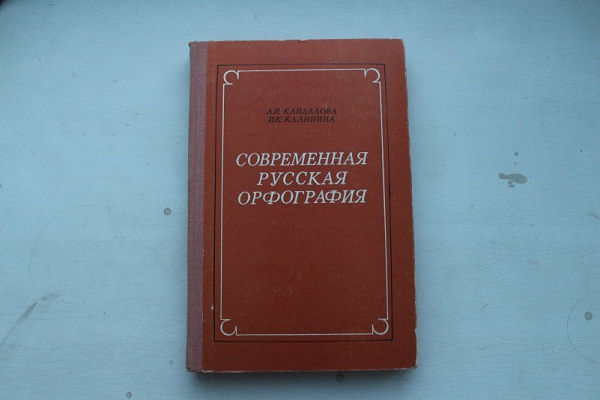 А.И. КАЙДАЛОВА
И.К. КАЛИНИНА
СОВРЕМЕННАЯ
РУССКАЯ
ОРФОГРАФИЯ